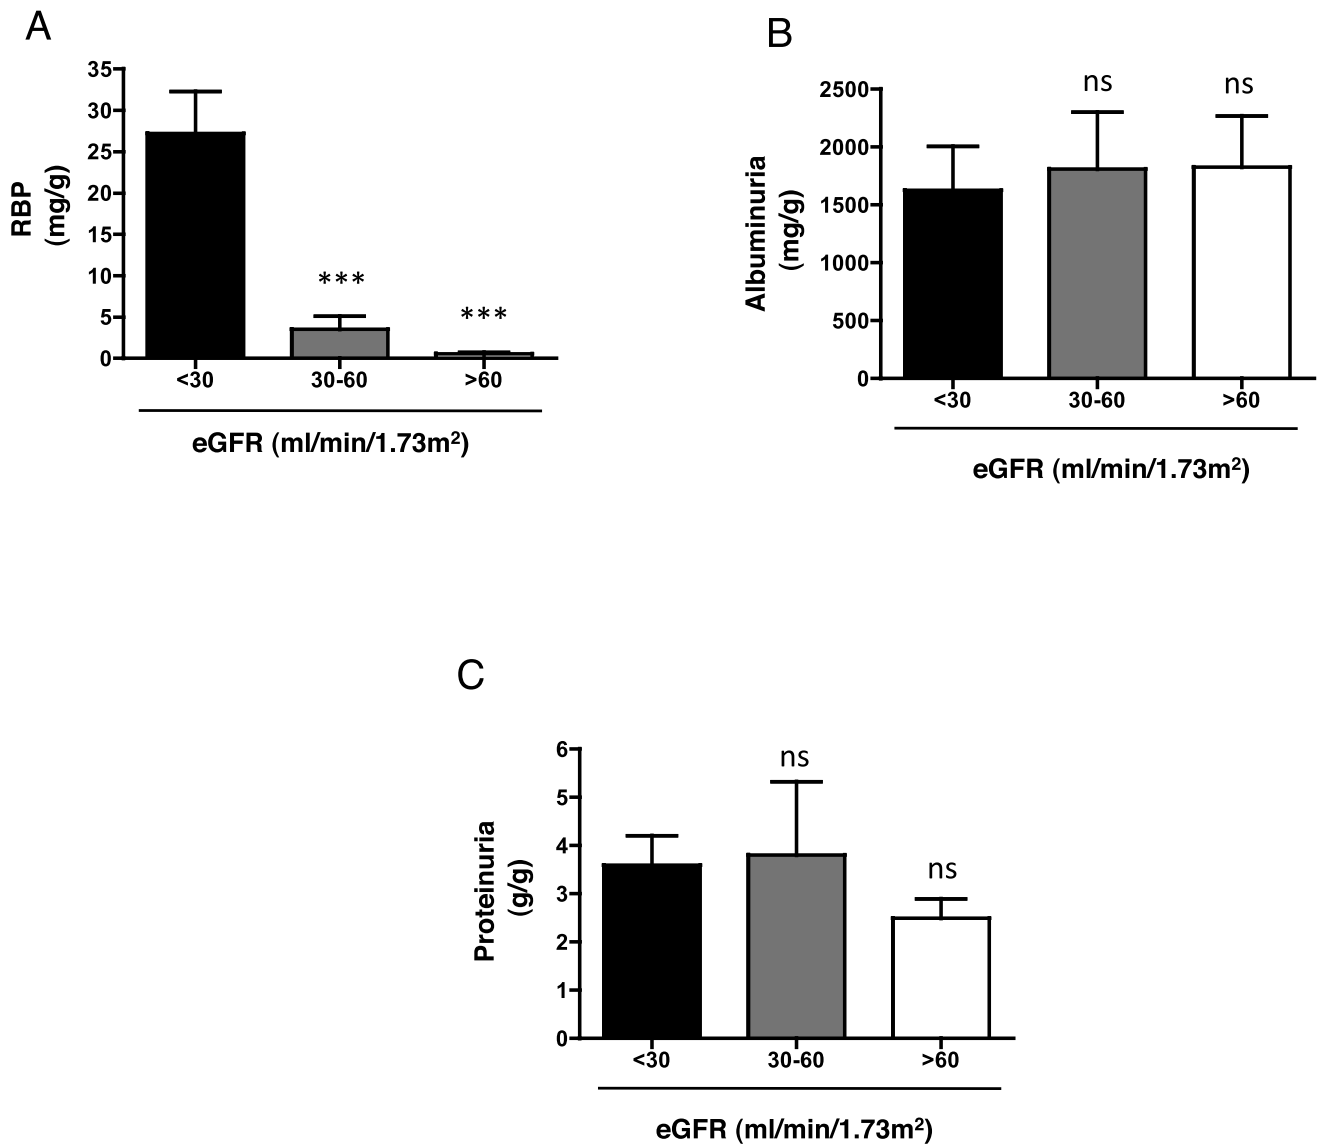 A
RBP
(mg/g)
35
30
25
20
15
10
5
0
***
***
<30 30-60 >60
eGFR (ml/min/1.73m²)
B
Albuminuria
(mg/g)
2500
2000
1500
1000
500
0
ns ns
<30 30-60 >60
eGFR (ml/min/1.73m²)
C
Proteinuria
(g/g)
6
5
4
3
2
1
0
ns
ns
<30 30-60 >60
eGFR (ml/min/1.73m²)